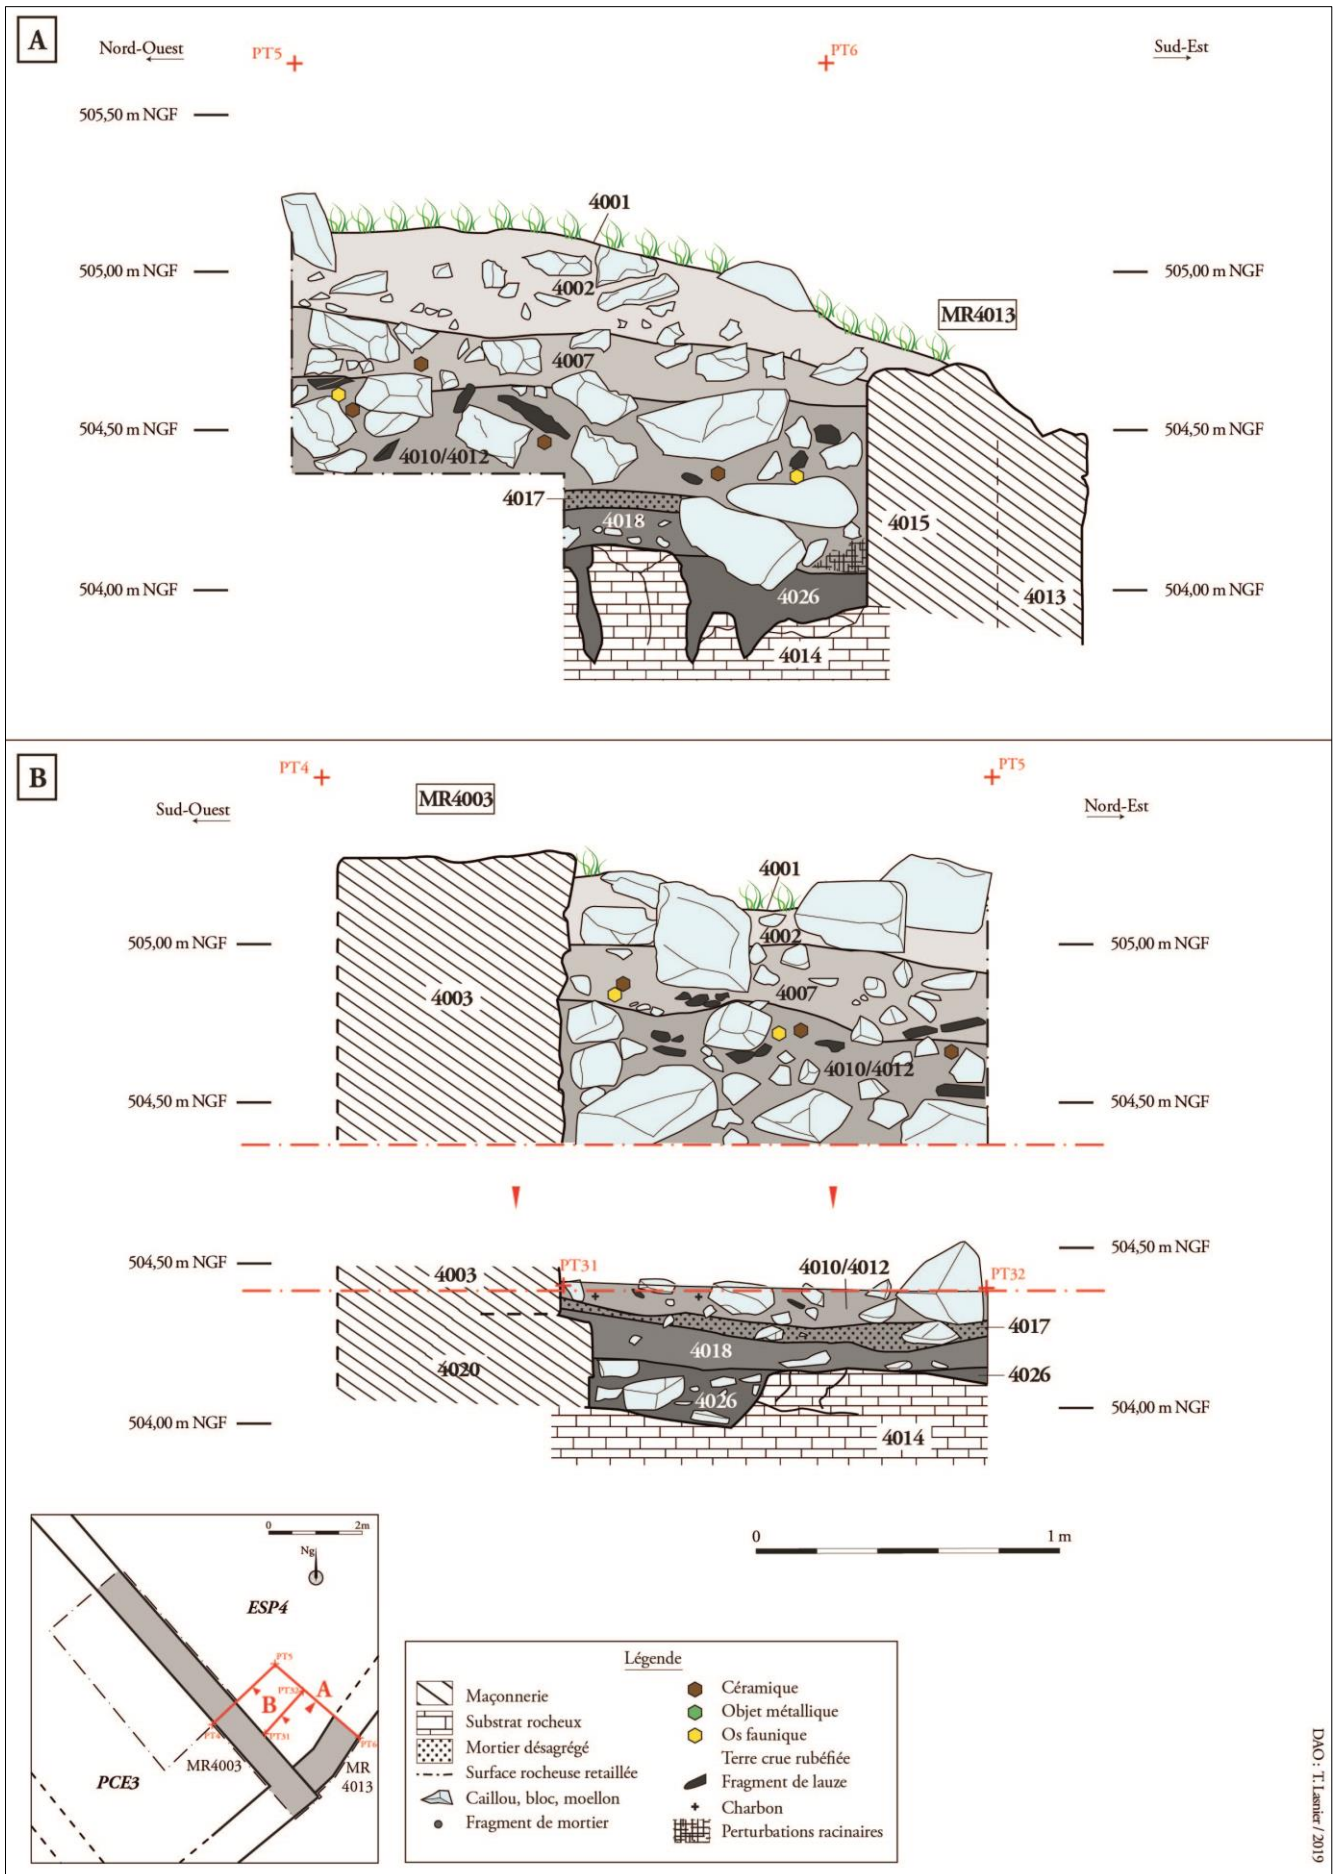 A
Nord-Ouest
PT5
PT6
Sud-Est
505,50 m NGF
4001
505,00 m NGF
4002
505,00 m NGF
MR4013
4007
504,50 m NGF
4010/4012
504,50 m NGF
4017
4018
4015
504,00 m NGF
4026
4013
504,00 m NGF
4014
B
PT4
MR4003
PT5
Sud-Ouest
Nord-Est
4001
505,00 m NGF
4002
505,00 m NGF
4003
4007
4010/4012
504,50 m NGF
504,50 m NGF
504,50 m NGF
504,50 m NGF
4003
PT31
4010/4012
PT32
4017
4018
4020
4026
4026
504,00 m NGF
504,00 m NGF
4014
0 2m
Ng
ESP4
PT5
PT32
A
B
PT4
PT31
PT6
MR4003
MR
4013
PCE3
0 1 m
Légende
Maçonnerie
Substrat rocheux
Mortier désagrégé
Surface rocheuse retaillée
Caillou, bloc, moellon
Fragment de mortier
Céramique
Objet métallique
Os faunique
Terre crue rubéfiée
Fragment de lauze
Charbon
Perturbations racinaires
DAO : T.Lasnier / 2019